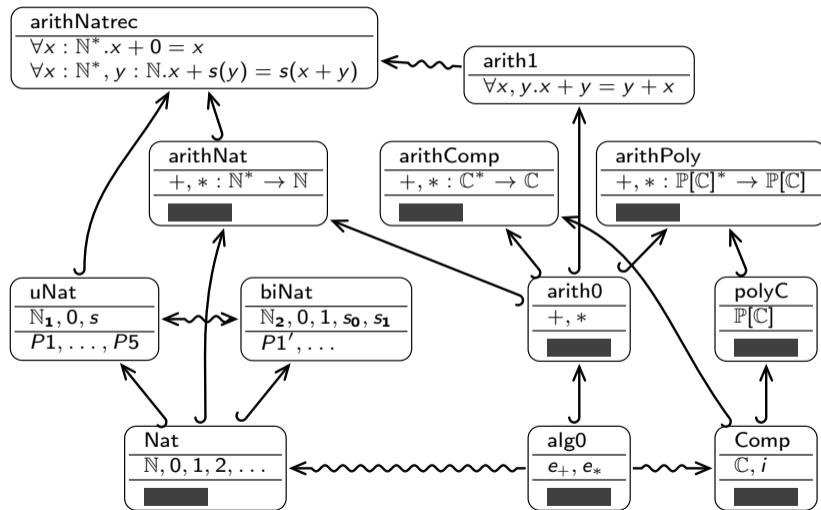 arithNatrec
∀x : ℕ*.x + 0 = x
∀x : ℕ*, y : ℕ.x + s(y) = s(x + y)
arith1
∀x, y.x + y = y + x
arithNat
+, * : ℕ* → ℕ
arithComp
+, * : ℂ* → ℂ
arithPoly
+, * : ℙ[ℂ]* → ℙ[ℂ]
uNat
ℕ₁, 0, s
P1, . . . , P5
biNat
ℕ₂, 0, 1, s₀, s₁
P1′, . . .
arith0
+, *
polyC
ℙ[ℂ]
Nat
ℕ, 0, 1, 2, . . .
alg0
e₊, eₓ
Comp
ℂ, i